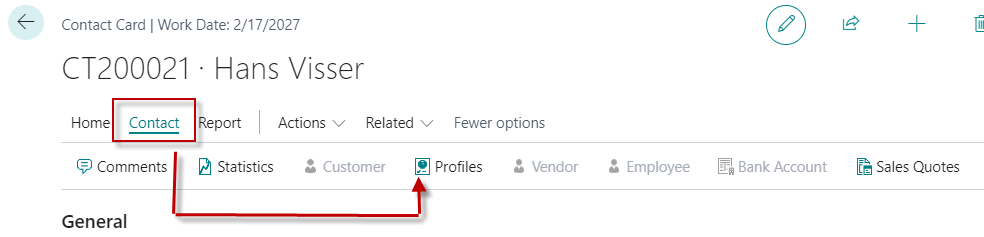 Contact Card | Work Date: 2/17/2027
CT200021 · Hans Visser
Home Contact Report Actions Related Fewer options
Comments Statistics Customer Profiles Vendor Employee Bank Account Sales Quotes
General